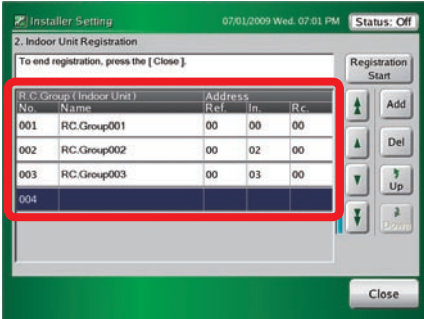 Installer Setting 07/01/2009 Wed. 07:01 PM Status: Off
2. Indoor Unit Registration
To end registration, press the [ Close ].
Registration
Start
R.C.Group ( Indoor Unit ) Address
No. Name Ref. In. Rc.
Add
001 RC.Group001 00 00 00
002 RC.Group002 00 02 00
Del
003 RC.Group003 00 03 00
Up
004
Down
Close